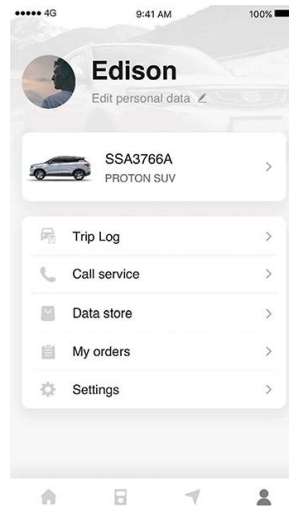 4G 9:41 AM 100%
Edison
Edit personal data
SSA3766A
PROTON SUV
Trip Log
Call service
Data store
My orders
Settings